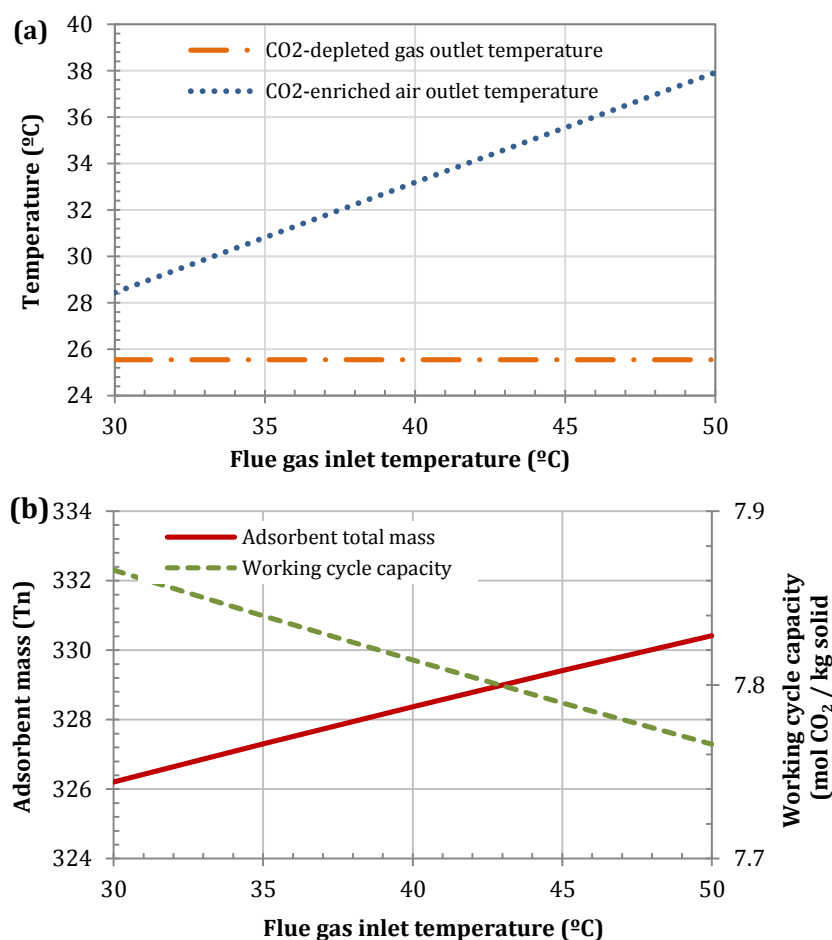 (a)
40
38
36
34
32
30
28
26
24
Temperature (ºC)
CO2-depleted gas outlet temperature
CO2-enriched air outlet temperature
30 35 40 45 50
Flue gas inlet temperature (ºC)
(b)
334
332
330
328
326
324
Adsorbent mass (Tn)
Adsorbent total mass
Working cycle capacity
7.9
7.8
7.7
Working cycle capacity
(mol CO₂ / kg solid
30 35 40 45 50
Flue gas inlet temperature (ºC)